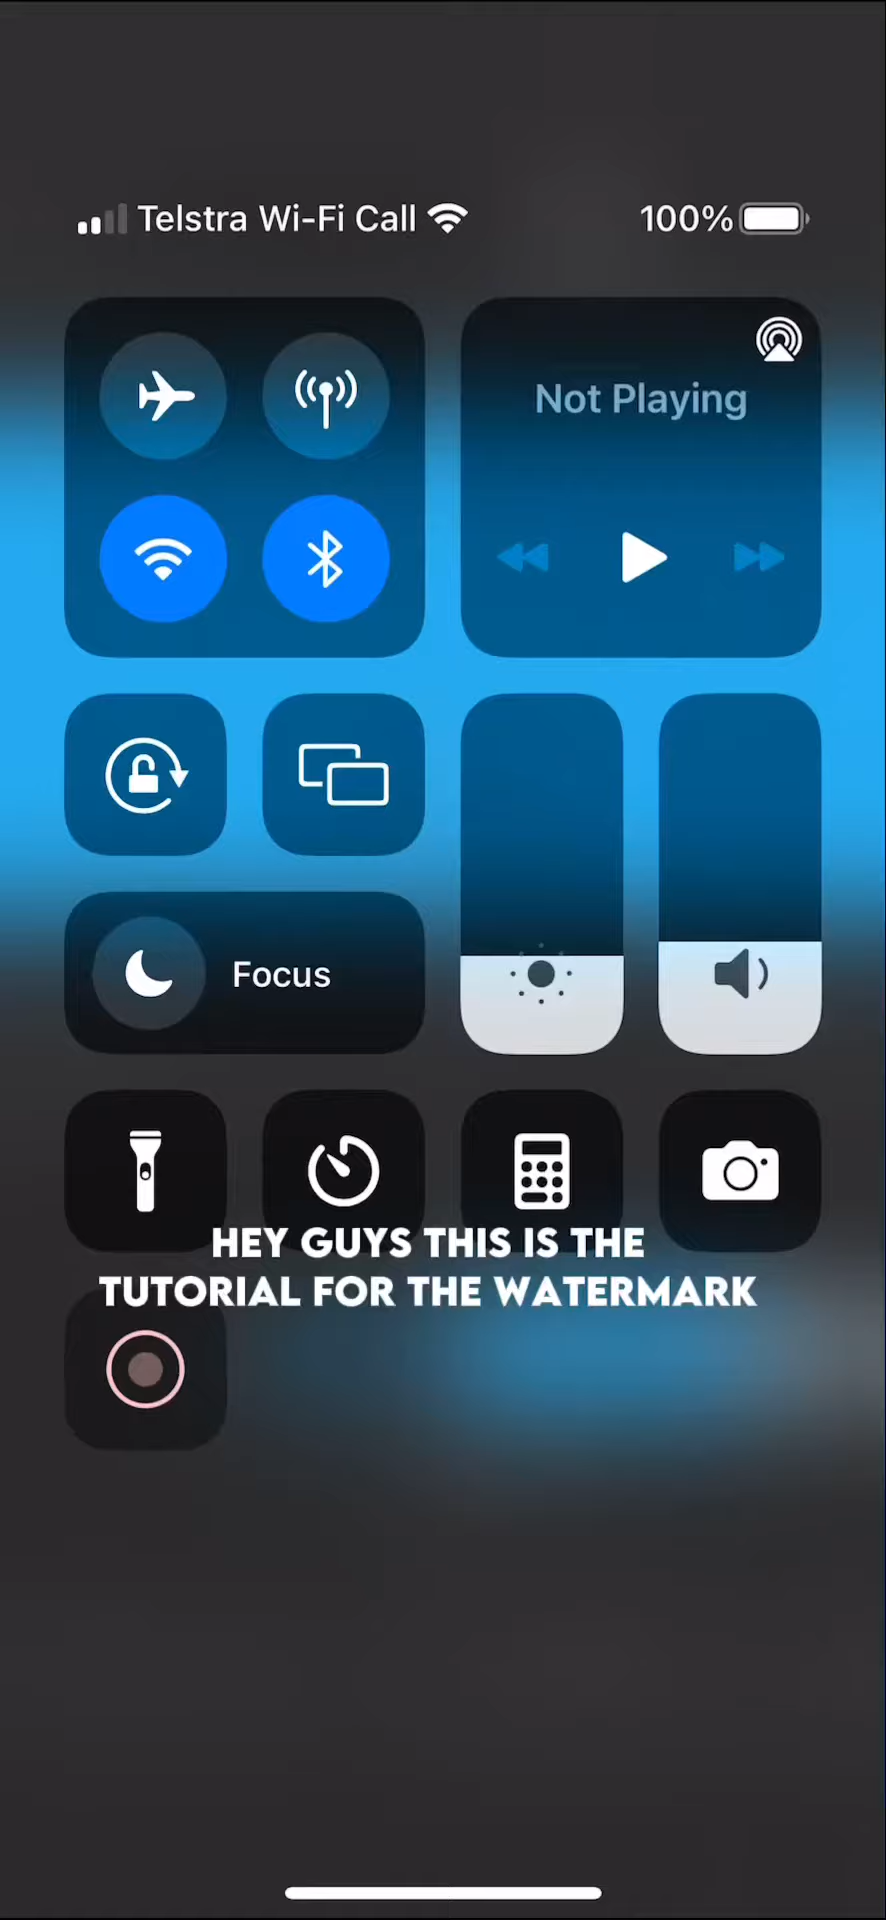 Telstra Wi-Fi Call 100%
Not Playing
Focus
HEY GUYS THIS IS THE
TUTORIAL FOR THE WATERMARK